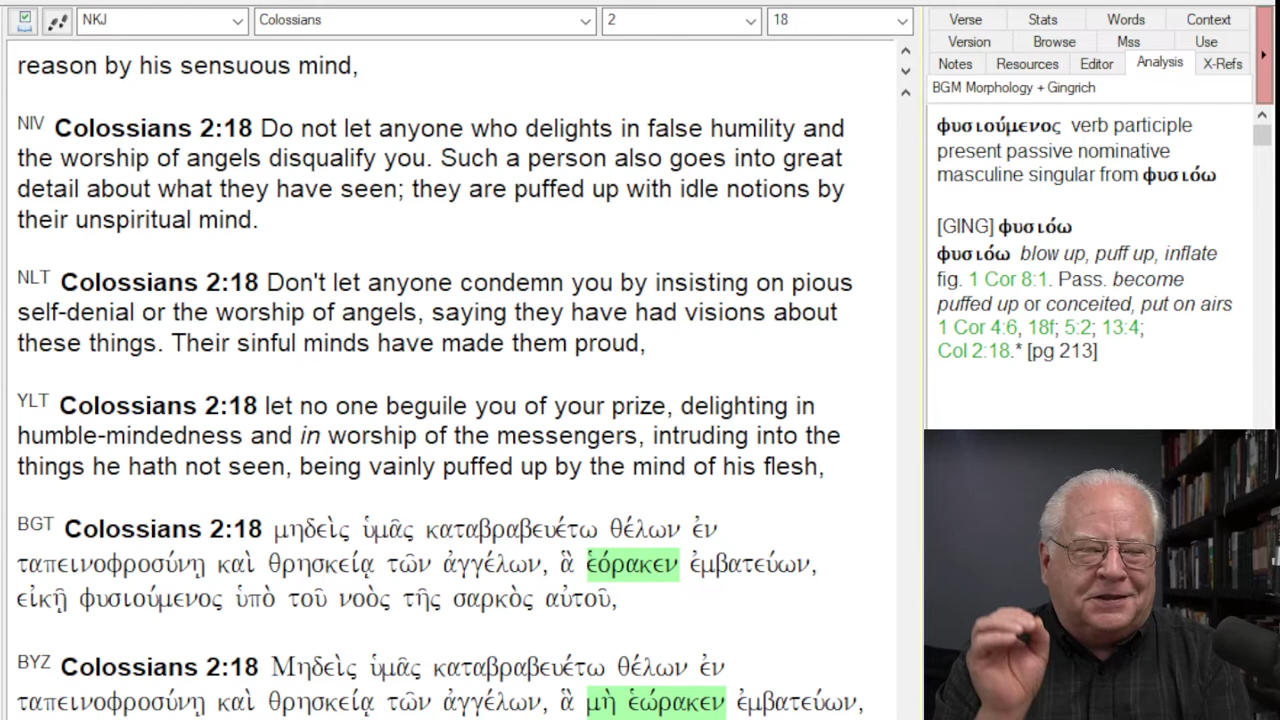 NKJ Colossians 2 18
reason by his sensuous mind,
NIV Colossians 2:18 Do not let anyone who delights in false humility and
the worship of angels disqualify you. Such a person also goes into great
detail about what they have seen; they are puffed up with idle notions by
their unspiritual mind.
NLT Colossians 2:18 Don't let anyone condemn you by insisting on pious
self-denial or the worship of angels, saying they have had visions about
these things. Their sinful minds have made them proud,
YLT Colossians 2:18 let no one beguile you of your prize, delighting in
humble-mindedness and in worship of the messengers, intruding into the
things he hath not seen, being vainly puffed up by the mind of his flesh,
BGT Colossians 2:18 μηδεὶς ὑμᾶς καταβραβευέτω θέλων ἐν
ταπεινοφροσύνῃ καὶ θρησκείᾳ τῶν ἀγγέλων, ἃ ἑόρακεν ἐμβατεύων,
εἰκῇ φυσιούμενος ὑπὸ τοῦ νοὸς τῆς σαρκὸς αὐτοῦ,
BYZ Colossians 2:18 Μηδεὶς ὑμᾶς καταβραβευέτω θέλων ἐν
ταπεινοφροσύνῃ καὶ θρησκείᾳ τῶν ἀγγέλων, ἃ μὴ ἑώρακεν ἐμβατεύων,
Verse Stats Words Context
Version Browse Mss Use
Notes Resources Editor Analysis X-Refs
BGM Morphology + Gingrich
φυσιούμενος verb participle
present passive nominative
masculine singular from φυσιόω
[GING] φυσιόω
φυσιόω blow up, puff up, inflate
fig. 1 Cor 8:1. Pass. become
puffed up or conceited, put on airs
1 Cor 4:6, 18f; 5:2; 13:4;
Col 2:18.* [pg 213]